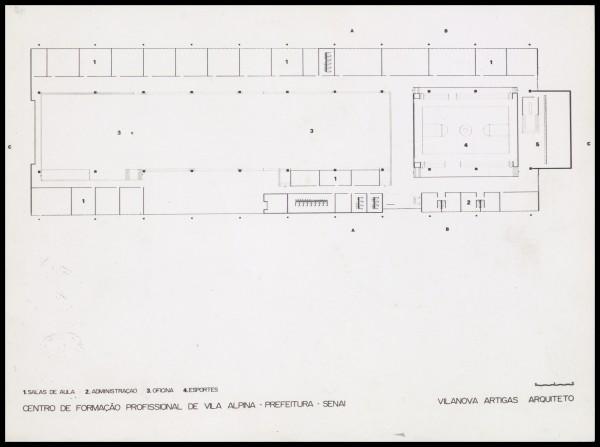 A B
1 1 1
C 3 3 4 5 C
1
1 2
A B
1.SALAS DE AULA 2.ADMINISTRAÇAO 3.OFICINA 4.ESPORTES
CENTRO DE FORMAÇÃO PROFISSIONAL DE VILA ALPINA - PREFEITURA - SENAI
VILANOVA ARTIGAS ARQUITETO